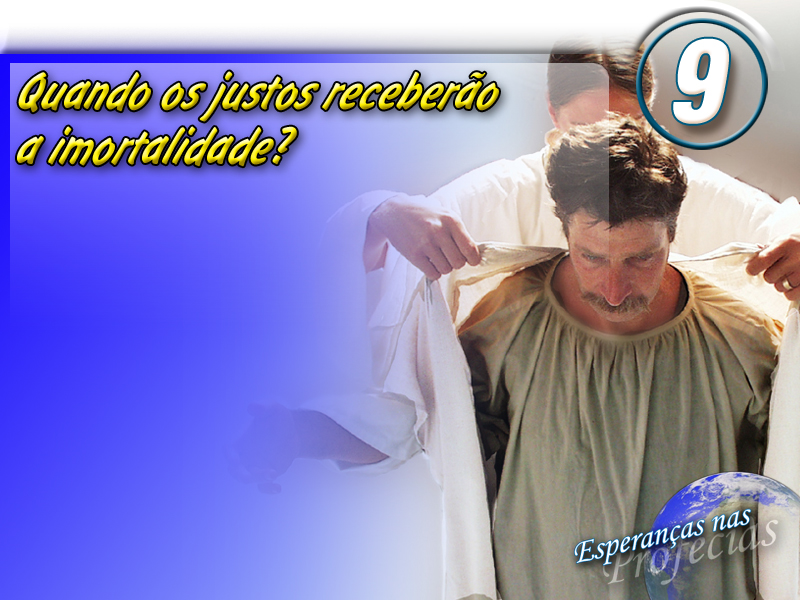 Quando os justos receberão
a imortalidade?
9
Esperanças nas
Profecias